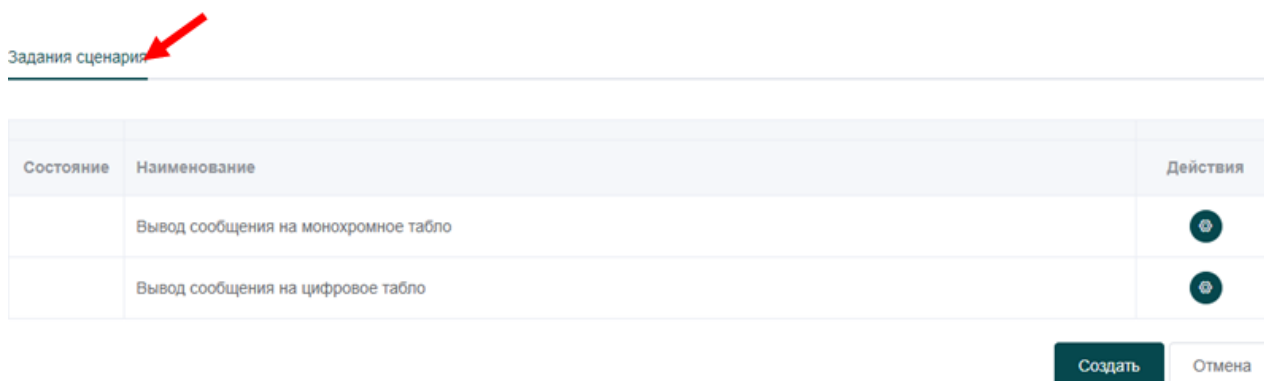 Задания сценария
Состояние Наименование Действия
Вывод сообщения на монохромное табло
Вывод сообщения на цифровое табло
Создать Отмена